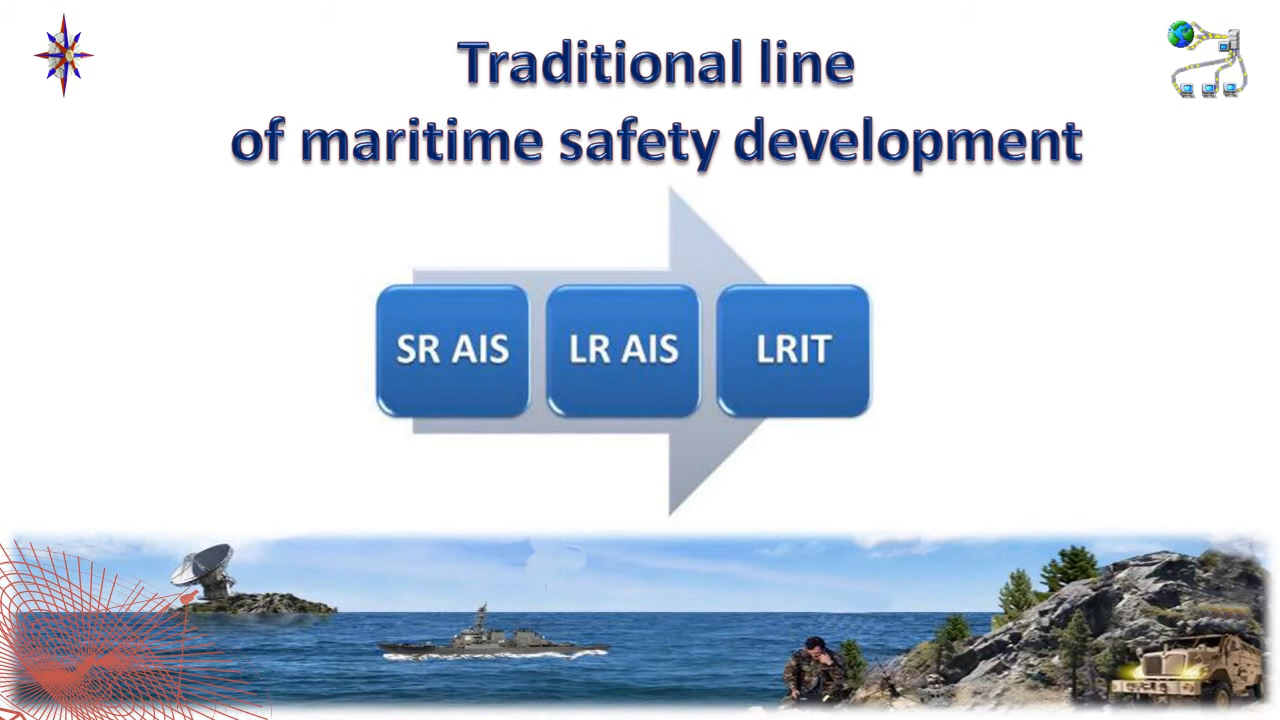 Traditional line
of maritime safety development
SR AIS
LR AIS
LRIT